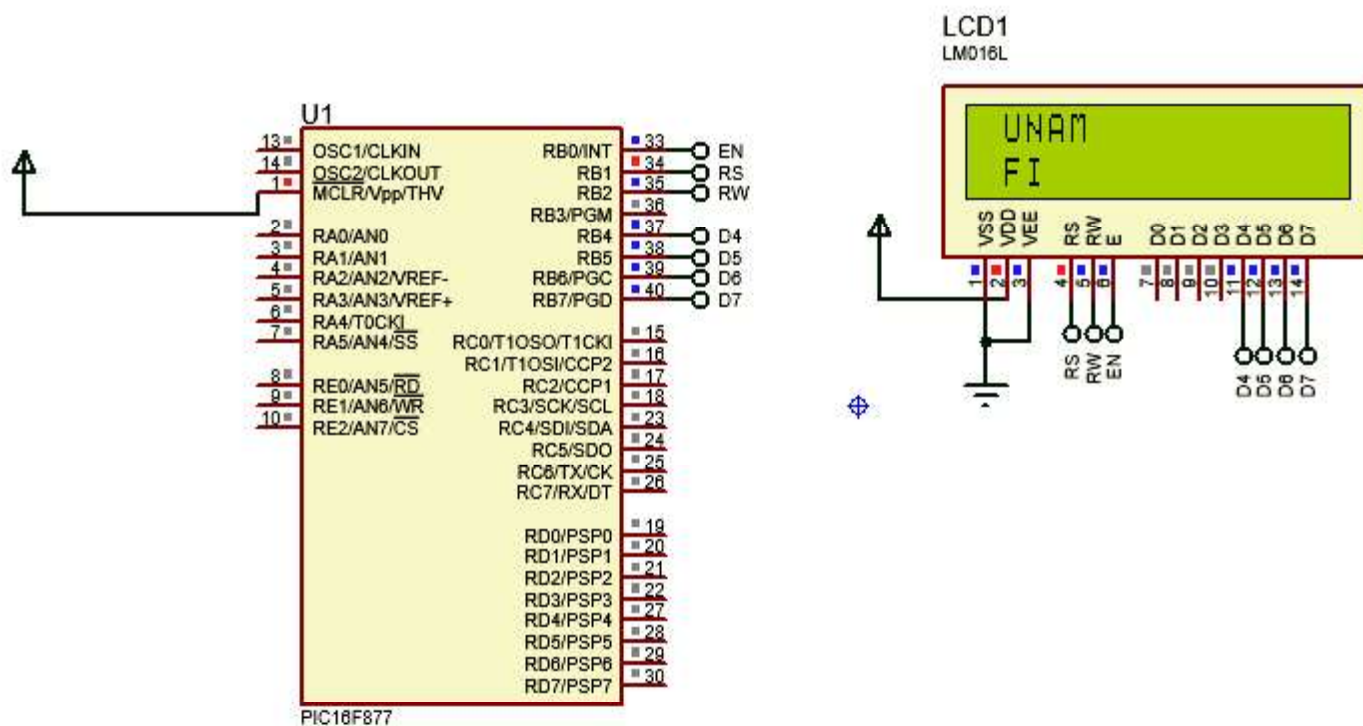 U1
13
OSC1/CLKIN
14
OSC2/CLKOUT
1
MCLR/Vpp/THV
2
RA0/AN0
3
RA1/AN1
4
RA2/AN2/VREF-
5
RA3/AN3/VREF+
6
RA4/T0CKI
7
RA5/AN4/SS
8
RE0/AN5/RD
9
RE1/AN6/WR
10
RE2/AN7/CS
RB0/INT
33
EN
RB1
34
RS
RB2
35
RW
RB3/PGM
36
RB4
37
D4
RB5
38
D5
RB6/PGC
39
D6
RB7/PGD
40
D7
RC0/T1OSO/T1CKI
15
RC1/T1OSI/CCP2
16
RC2/CCP1
17
RC3/SCK/SCL
18
RC4/SDI/SDA
23
RC5/SDO
24
RC6/TX/CK
25
RC7/RX/DT
26
RD0/PSP0
19
RD1/PSP1
20
RD2/PSP2
21
RD3/PSP3
22
RD4/PSP4
27
RD5/PSP5
28
RD6/PSP6
29
RD7/PSP7
30
PIC16F877
LCD1
LM016L
UNAM
FI
VSS
VDD
VEE
RS
RW
E
D0
D1
D2
D3
D4
D5
D6
D7
1
2
3
4
5
6
7
8
9
10
11
12
13
14
RS
RW
EN
D4
D5
D6
D7